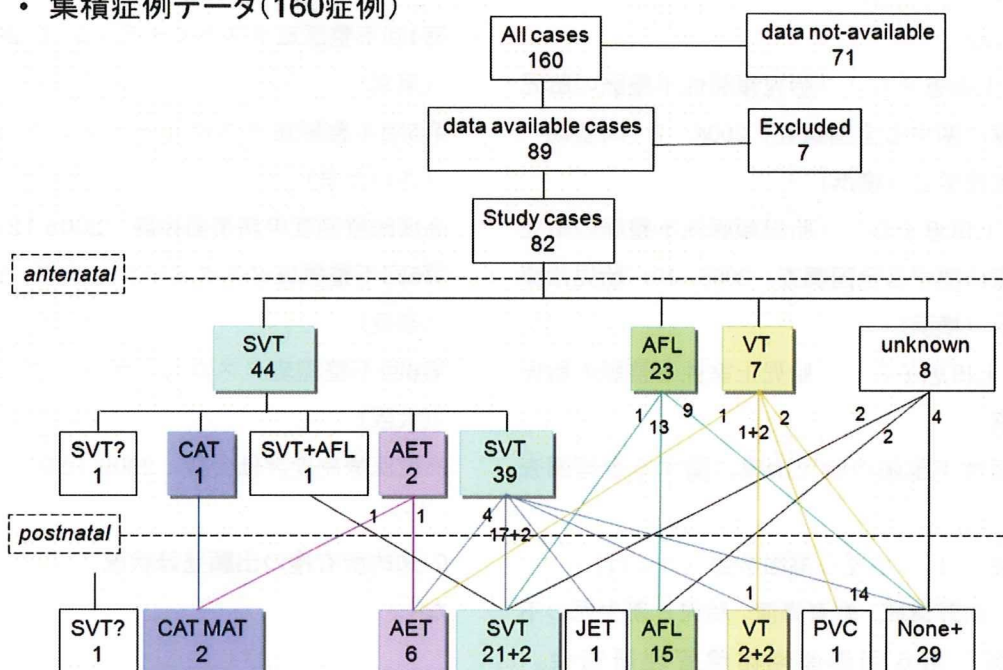 • 集積症例データ(160症例)
All cases
160
data not-available
71
data available cases
89
Excluded
7
Study cases
82
antenatal
SVT
44
AFL
23
VT
7
unknown
8
SVT?
1
CAT
1
SVT+AFL
1
AET
2
SVT
39
1
13
9
1
1+2
2
2
2
4
1
1
4
17+2
postnatal
1
14
SVT?
1
CAT MAT
2
AET
6
SVT
21+2
JET
1
AFL
15
VT
2+2
PVC
1
None+
29